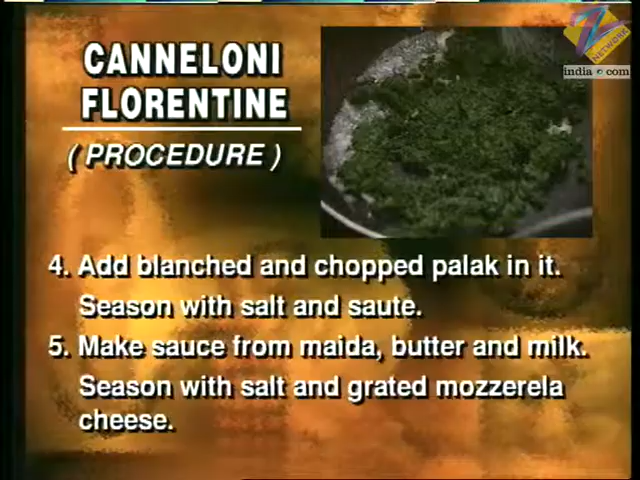 CANNELONI
FLORENTINE
( PROCEDURE )
Z
NETWORK
india.com
4. Add blanched and chopped palak in it.
Season with salt and saute.
5. Make sauce from maida, butter and milk.
Season with salt and grated mozzerela
cheese.